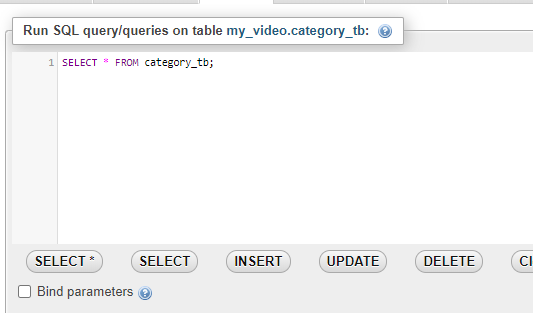 Run SQL query/queries on table my_video.category_tb:
1 SELECT * FROM category_tb;
SELECT * SELECT INSERT UPDATE DELETE
Bind parameters